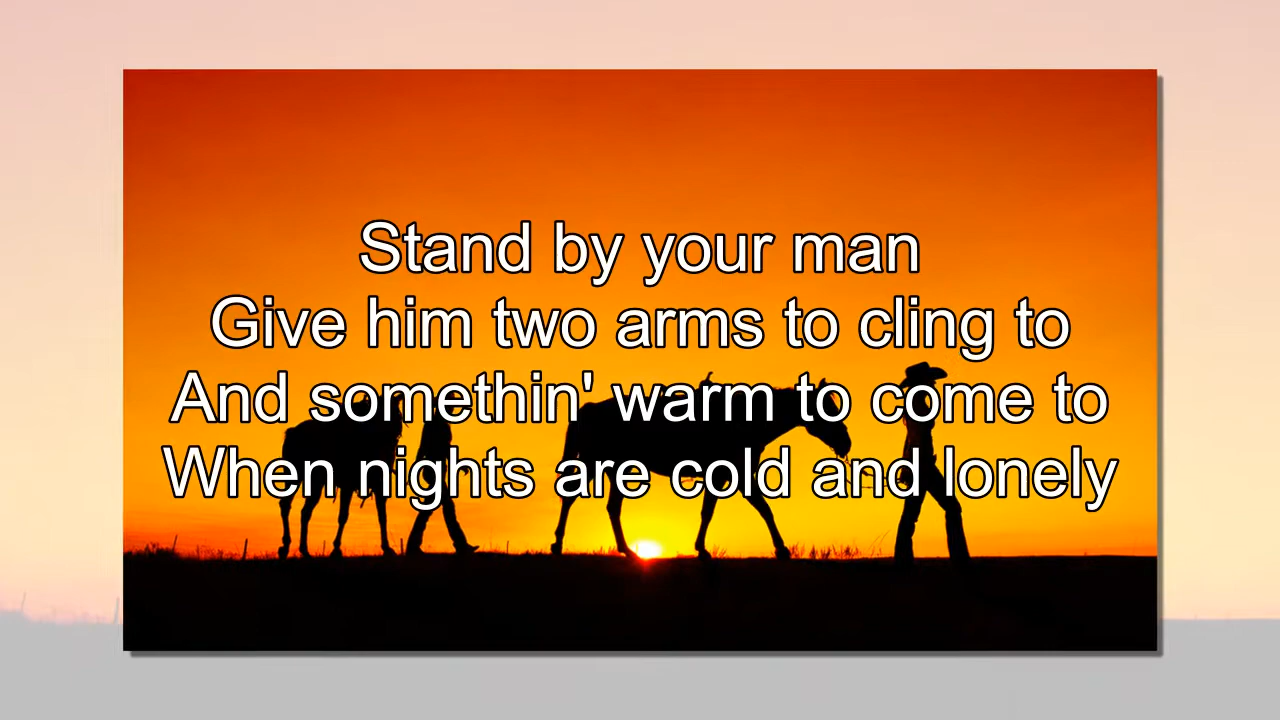 Stand by your man
Give him two arms to cling to
And somethin' warm to come to
When nights are cold and lonely